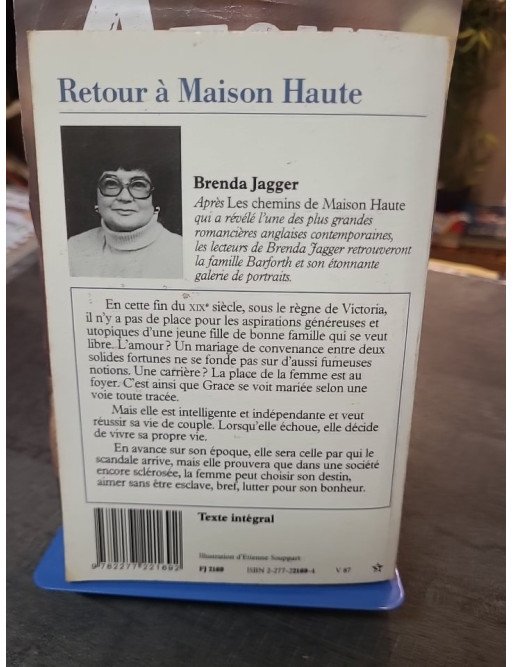 Retour à Maison Haute
Brenda Jagger
Après Les chemins de Maison Haute
qui a révélé l'une des plus grandes
romancières anglaises contemporaines,
les lecteurs de Brenda Jagger retrouveront
la famille Barforth et son étonnante
galerie de portraits.
En cette fin du XIXe siècle, sous le règne de Victoria,
il n'y a pas de place pour les aspirations généreuses et
utopiques d'une jeune fille de bonne famille qui se veut
libre. L'amour ? Un mariage de convenance entre deux
solides fortunes ne se fonde pas sur d'aussi fumeuses
notions. Une carrière ? La place de la femme est au
foyer. C'est ainsi que Grace se voit mariée selon une
voie toute tracée.
Mais elle est intelligente et indépendante et veut
réussir sa vie de couple. Lorsqu'elle échoue, elle décide
de vivre sa propre vie.
En avance sur son époque, elle sera celle par qui le
scandale arrive, mais elle prouvera que dans une société
encore sclérosée, la femme peut choisir son destin,
aimer sans être esclave, bref, lutter pour son bonheur.
Texte intégral
Illustration d'Étienne Souppart
9782277221692
FJ 2169 ISBN 2-277-22169-1 V 87